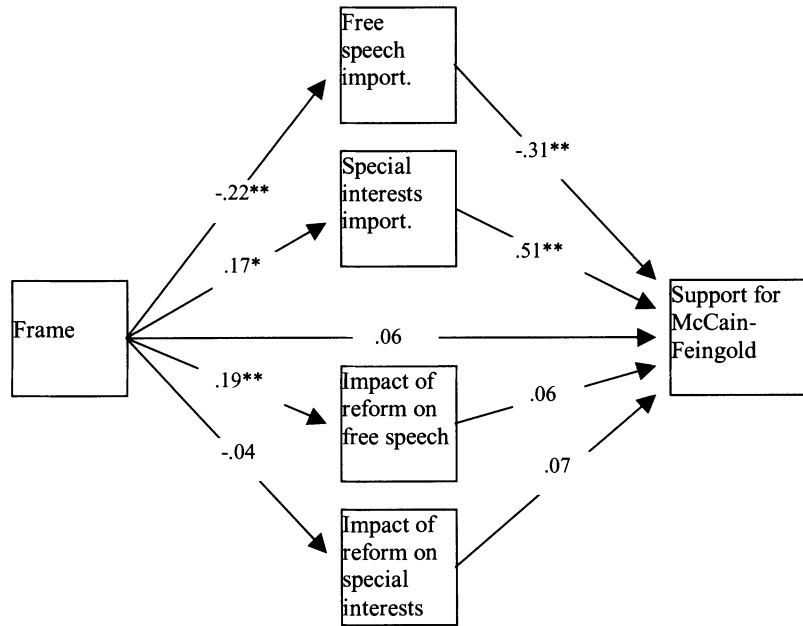 Free
speech
import.
-.31**
Special
interests
import.
-.22**
.17*
.51**
Frame
.06
Support for
McCain-
Feingold
.19**
Impact of
reform on
free speech
.06
-.04
.07
Impact of
reform on
special
interests